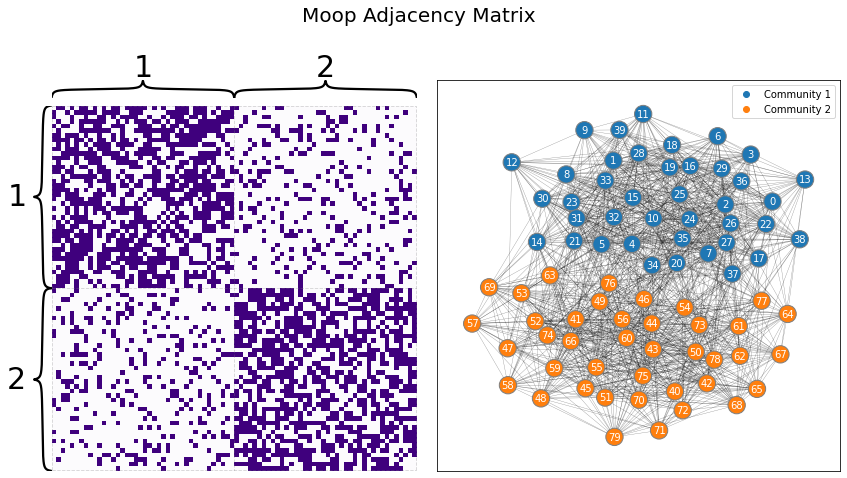 Moop Adjacency Matrix
1 2
1
2
Community 1
Community 2
11
9 39
6
18
28 3
1
12 19 16 29
8 13
33 36
25
30 23 15 2 0
31 32 10 24 26 22
14 21 5 4 35 27 38
7
34 20 17
37
63
69 76
53 46 77
49 54 64
57 52 41 56 44 73 61
74 66 60
47 43 50 62 67
78
59 55
58 45 75 42 65
48 51 70 40
72 68
79 71